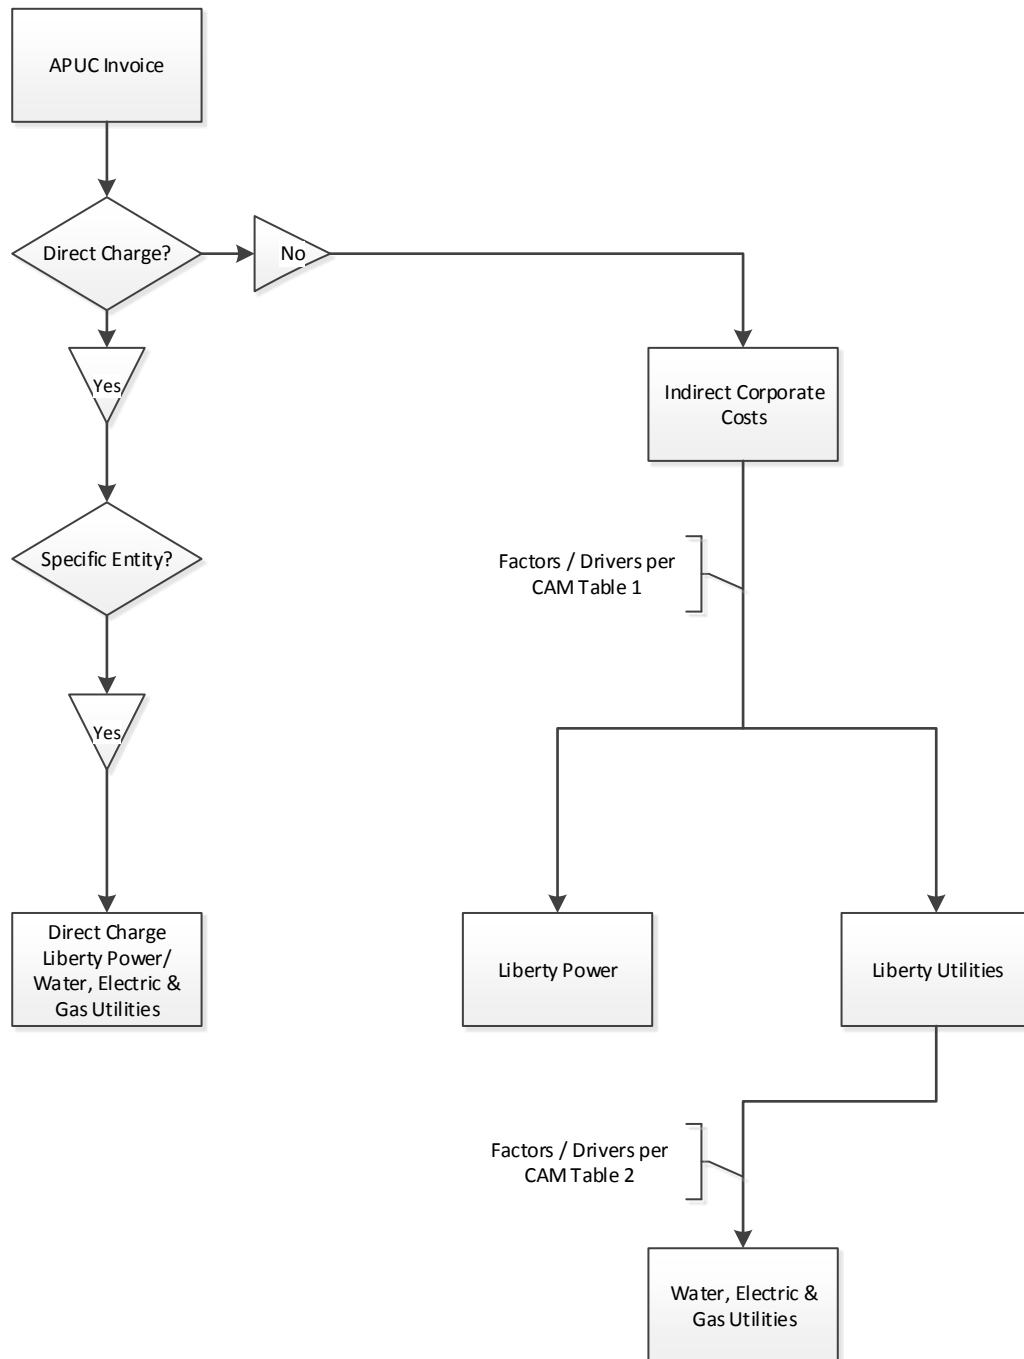 APUC Invoice
Direct Charge?
No
Yes
Indirect Corporate
Costs
Specific Entity?
Factors / Drivers per
CAM Table 1
Yes
Direct Charge
Liberty Power/
Water, Electric &
Gas Utilities
Liberty Power
Liberty Utilities
Factors / Drivers per
CAM Table 2
Water, Electric &
Gas Utilities